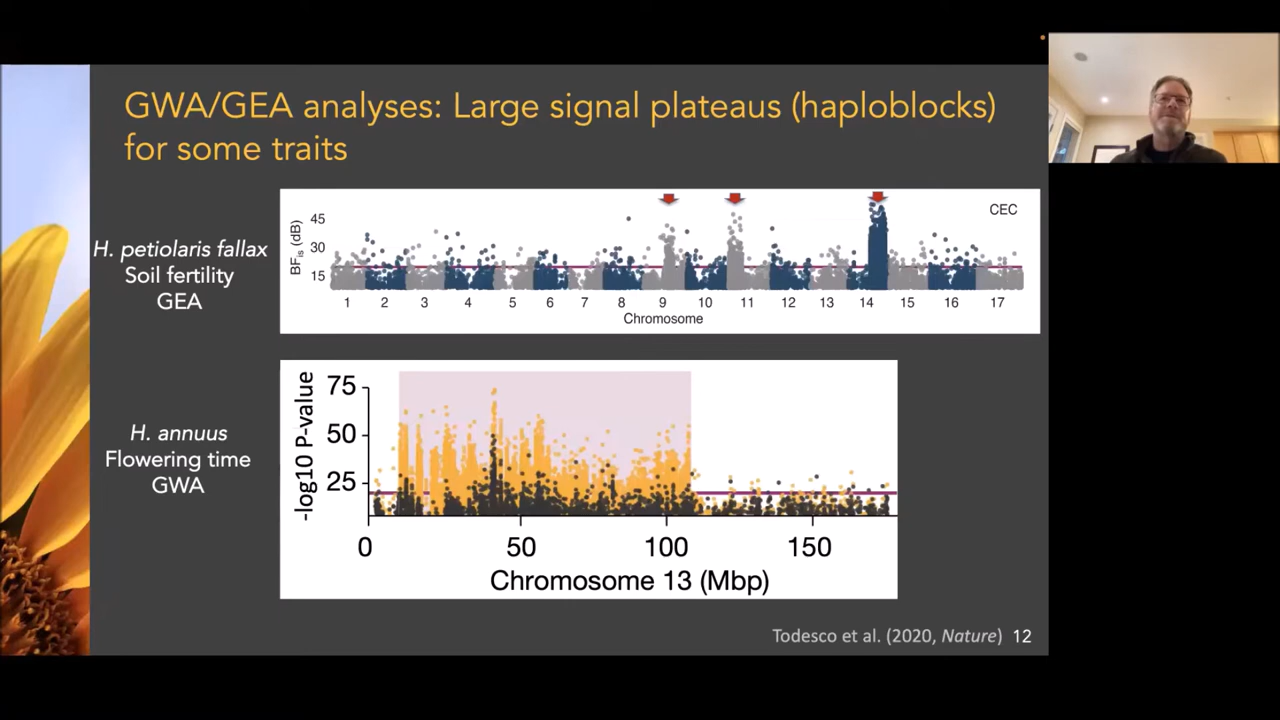 GWA/GEA analyses: Large signal plateaus (haploblocks)
for some traits
H. petiolaris fallax
Soil fertility
GEA
BFis (dB)
45
30
15
CEC
1 2 3 4 5 6 7 8 9 10 11 12 13 14 15 16 17
Chromosome
H. annuus
Flowering time
GWA
-log10 P-value
75
50
25
0 50 100 150
Chromosome 13 (Mbp)
Todesco et al. (2020, Nature) 12